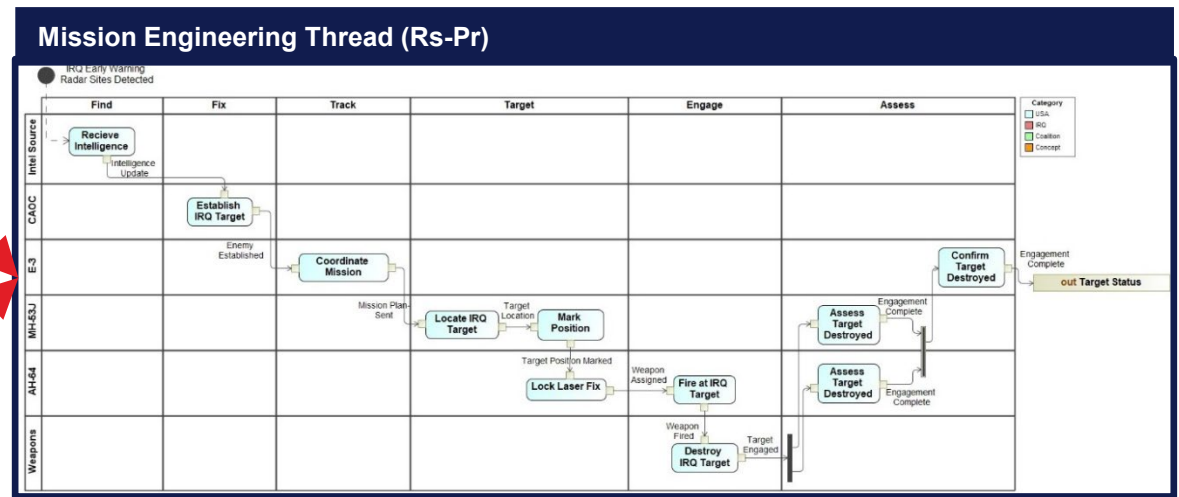 Mission Engineering Thread (Rs-Pr)
IRQ Early Warning
Radar Sites Detected
Find
Fix
Track
Target
Engage
Assess
Category
USA
IRQ
Coalition
Concept
Intel Source
Recieve
Intelligence
Intelligence
Update
CAOC
Establish
IRQ Target
Enemy
Established
E-3
Coordinate
Mission
Confirm
Target
Destroyed
Engagement
Complete
out Target Status
Mission Plan-
Sent
MH-53J
Locate IRQ
Target
Target
Location
Mark
Position
Assess
Target
Destroyed
Engagement
Complete
Target Position Marked
AH-64
Lock Laser Fix
Weapon
Assigned
Fire at IRQ
Target
Assess
Target
Destroyed
Engagement
Complete
Weapons
Weapon
Fired
Destroy
IRQ Target
Target
Engaged